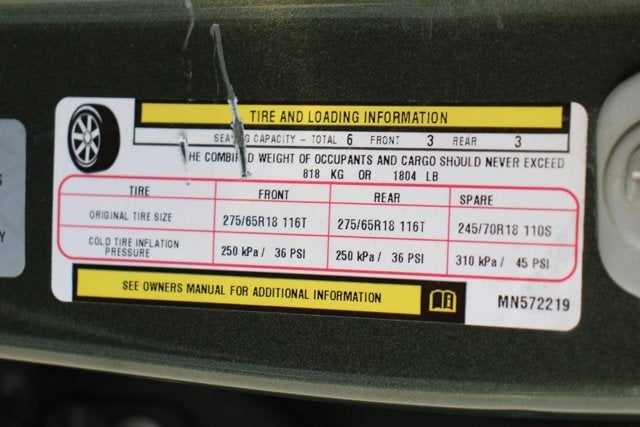 TIRE AND LOADING INFORMATION
CAPACITY - TOTAL 6 FRONT 3 REAR 3
THE COMBINED WEIGHT OF OCCUPANTS AND CARGO SHOULD NEVER EXCEED
818 KG OR 1804 LB
TIRE FRONT REAR SPARE
ORIGINAL TIRE SIZE 275/65R18 116T 275/65R18 116T 245/70R18 110S
COLD TIRE INFLATION
PRESSURE 250 kPa / 36 PSI 250 kPa / 36 PSI 310 kPa / 45 PSI
SEE OWNERS MANUAL FOR ADDITIONAL INFORMATION
MN572219
S
Y